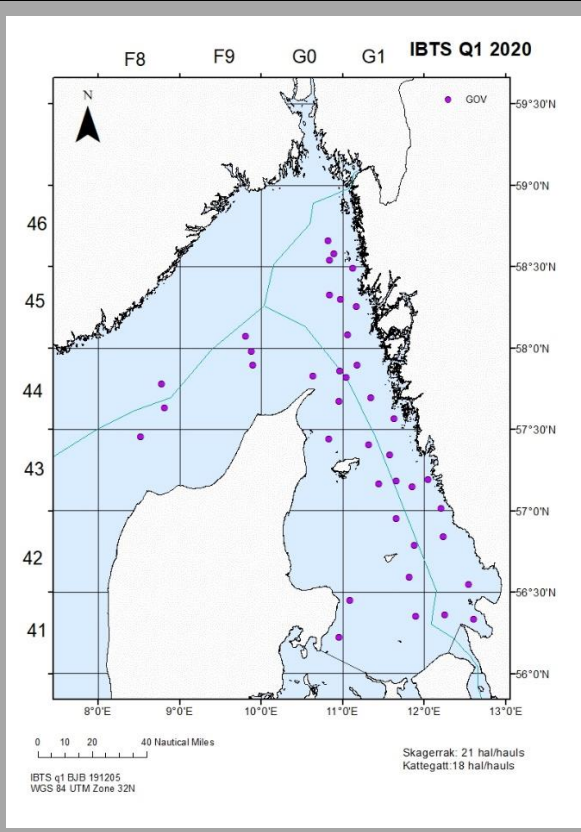 IBTS Q1 2020
F8 F9 G0 G1
N
GOV
59°30'N
59°0'N
46
58°30'N
45
58°0'N
44
57°30'N
43
57°0'N
42
56°30'N
41
56°0'N
8°0'E 9°0'E 10°0'E 11°0'E 12°0'E 13°0'E
0 10 20 40 Nautical Miles
Skagerrak: 21 hal/hauls
Kattegatt:18 hal/hauls
IBTS q1 BJB 191205
WGS 84 UTM Zone 32N